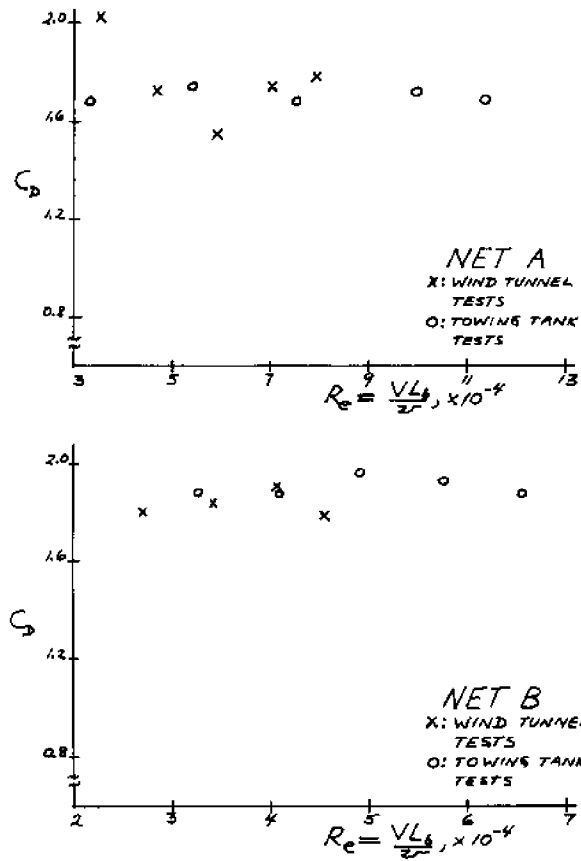 2.0
1.6
C_D
1.2
0.8
NET A
X: WIND TUNNEL
TESTS
O: TOWING TANK
TESTS
3 5 7 9 11 13
R_e = VL_b/ν, ×10^-4
2.0
1.6
C_D
1.2
0.8
NET B
X: WIND TUNNEL
TESTS
O: TOWING TANK
TESTS
2 3 4 5 6 7
R_e = VL_b/ν, ×10^-4